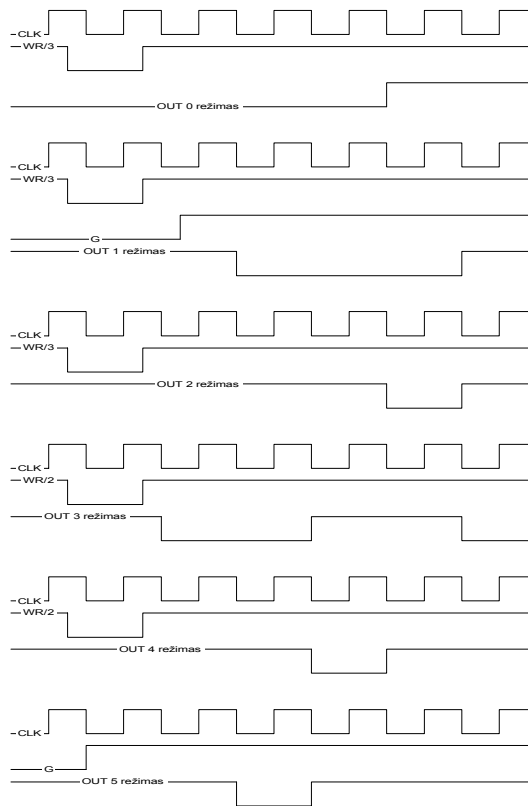 CLK
WR/3
OUT 0 režimas
CLK
WR/3
G
OUT 1 režimas
CLK
WR/3
OUT 2 režimas
CLK
WR/2
OUT 3 režimas
CLK
WR/2
OUT 4 režimas
CLK
G
OUT 5 režimas